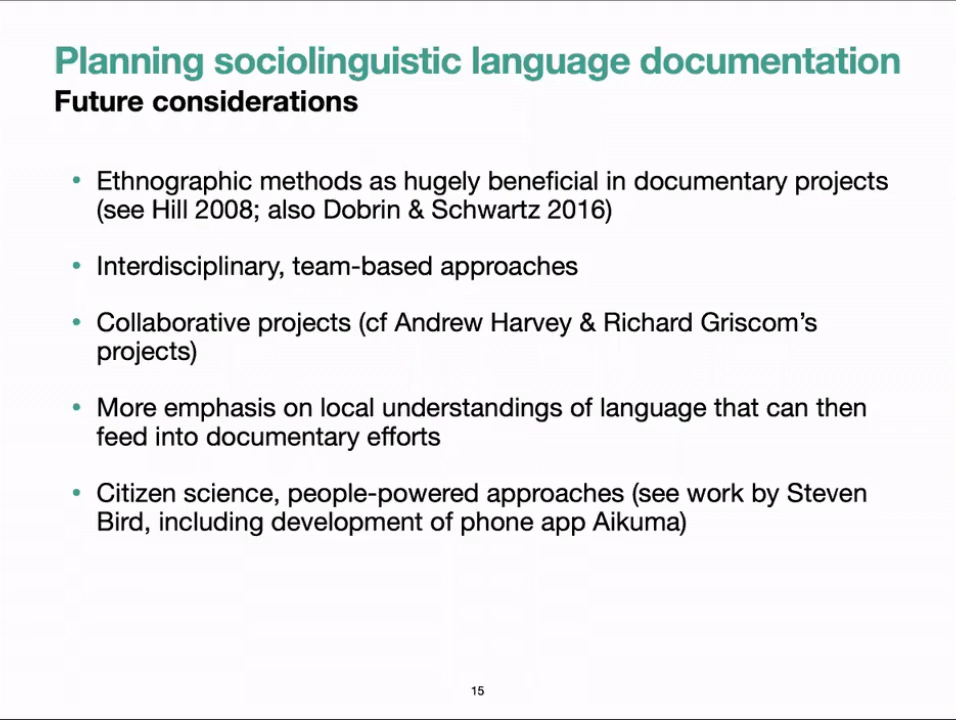 Planning sociolinguistic language documentation
Future considerations
• Ethnographic methods as hugely beneficial in documentary projects
(see Hill 2008; also Dobrin & Schwartz 2016)
• Interdisciplinary, team-based approaches
• Collaborative projects (cf Andrew Harvey & Richard Griscom’s
projects)
• More emphasis on local understandings of language that can then
feed into documentary efforts
• Citizen science, people-powered approaches (see work by Steven
Bird, including development of phone app Aikuma)
15